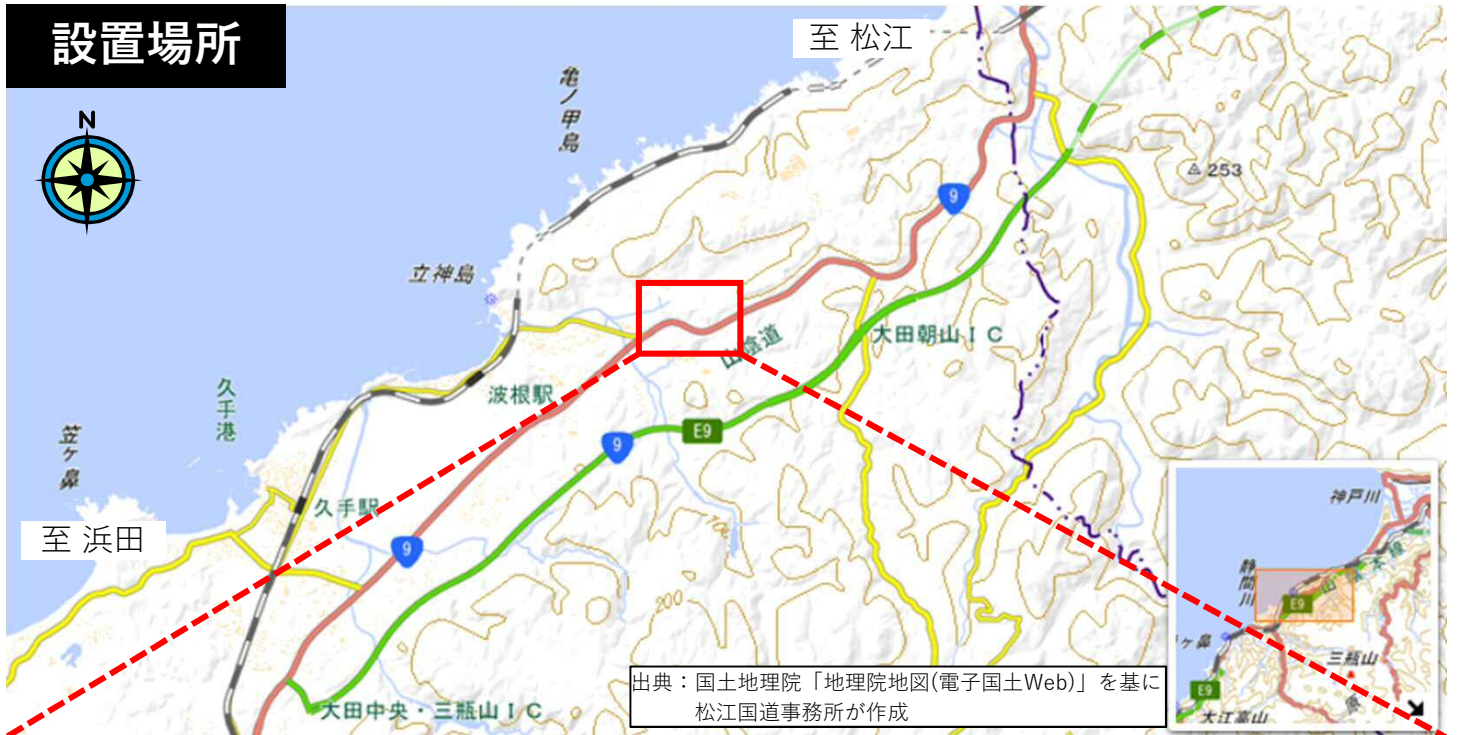 設置場所
至 松江
N
亀ノ甲島
253
9
立神島
山陰道
大田朝山IC
波根駅
久手港
E9
9
笠ヶ鼻
久手駅
至 浜田
9
200
大田中央・三瓶山IC
神戸川
静間川
E9
ヶ鼻
三瓶山
E9
大江高山
出典：国土地理院「地理院地図(電子国土Web)」を基に
松江国道事務所が作成